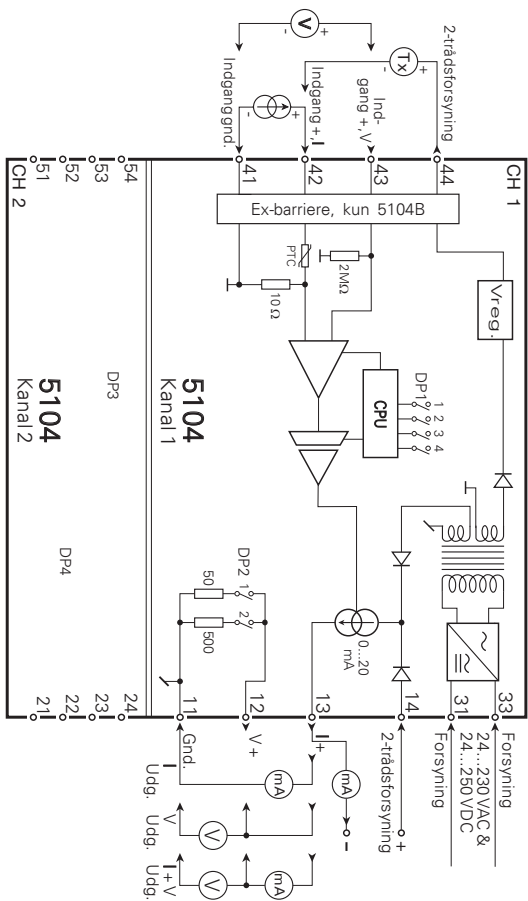 CH 1
44
43
42
41
2-trådsforsyning
Tx
+
-
Ind-
gang +, V
Indgang +, I
Indgang gnd.
V
+
-
+
-
Ex-barriere, kun 5104B
PTC
2MΩ
10 Ω
Vreg.
CPU
DP1
1
2
3
4
5104
Kanal 1
DP2
1
2
50
500
0...20
mA
33
31
14
13
12
11
Forsyning
24...230 VAC &
24...250 VDC
Forsyning
2-trådsforsyning
+
I+
mA
-
V +
Gnd.
mA
I
Udg.
V
V
Udg.
mA
V
I + V
Udg.
CH 2
54
53
52
51
DP3
5104
Kanal 2
DP4
24
23
22
21